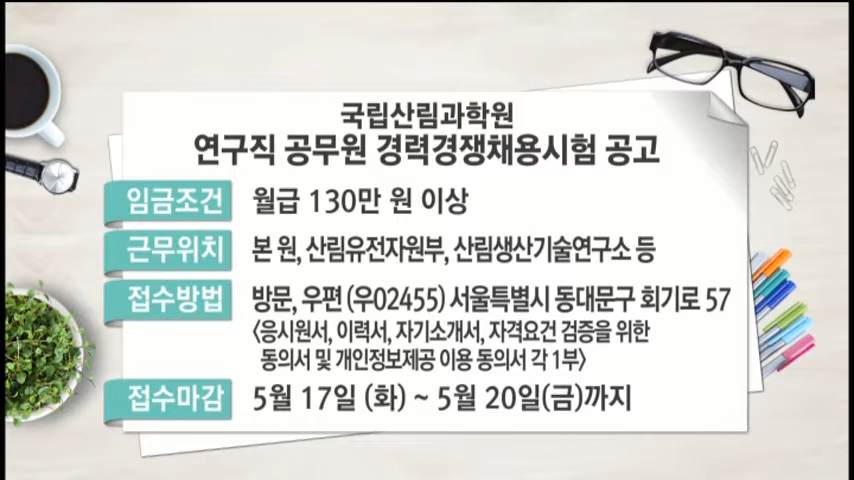 국립산림과학원
연구직 공무원 경력경쟁채용시험 공고
임금조건 월급 130만 원 이상
근무위치 본 원, 산림유전자원부, 산림생산기술연구소 등
접수방법 방문, 우편 (우02455) 서울특별시 동대문구 회기로 57
<응시원서, 이력서, 자기소개서, 자격요건 검증을 위한
동의서 및 개인정보제공 이용 동의서 각 1부>
접수마감 5월 17일 (화) ~ 5월 20일(금)까지